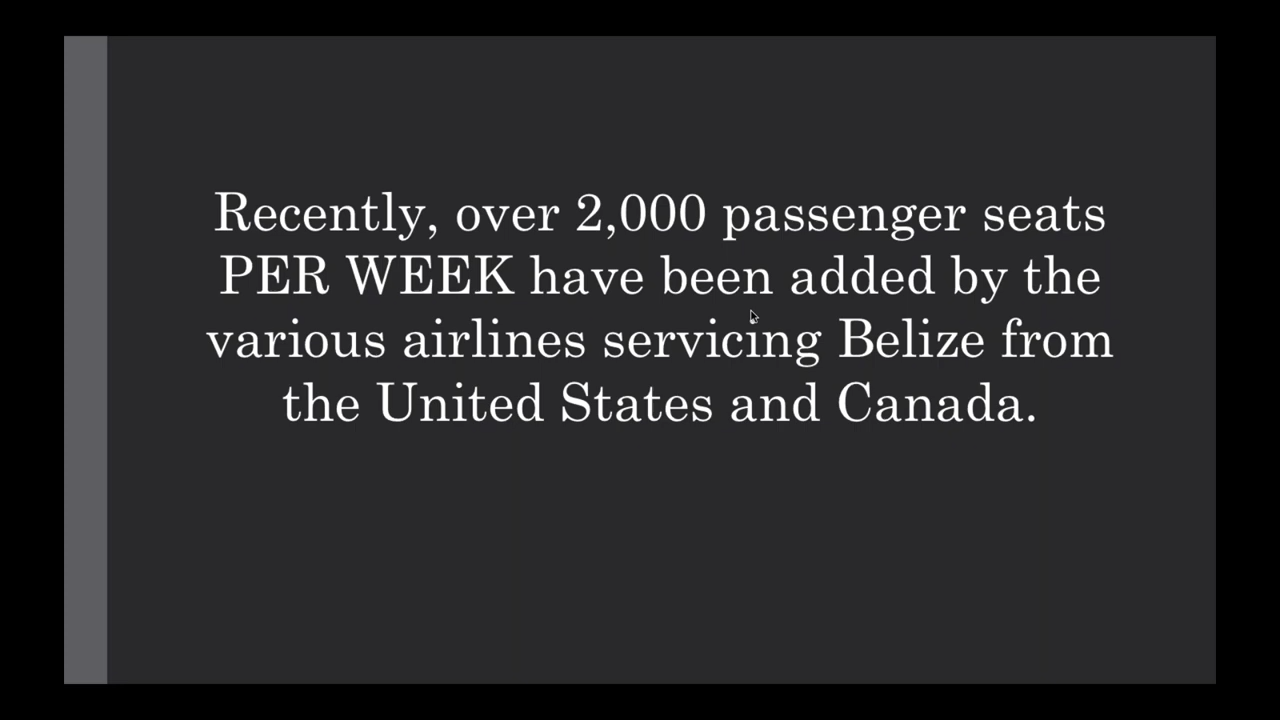 Recently, over 2,000 passenger seats
PER WEEK have been added by the
various airlines servicing Belize from
the United States and Canada.